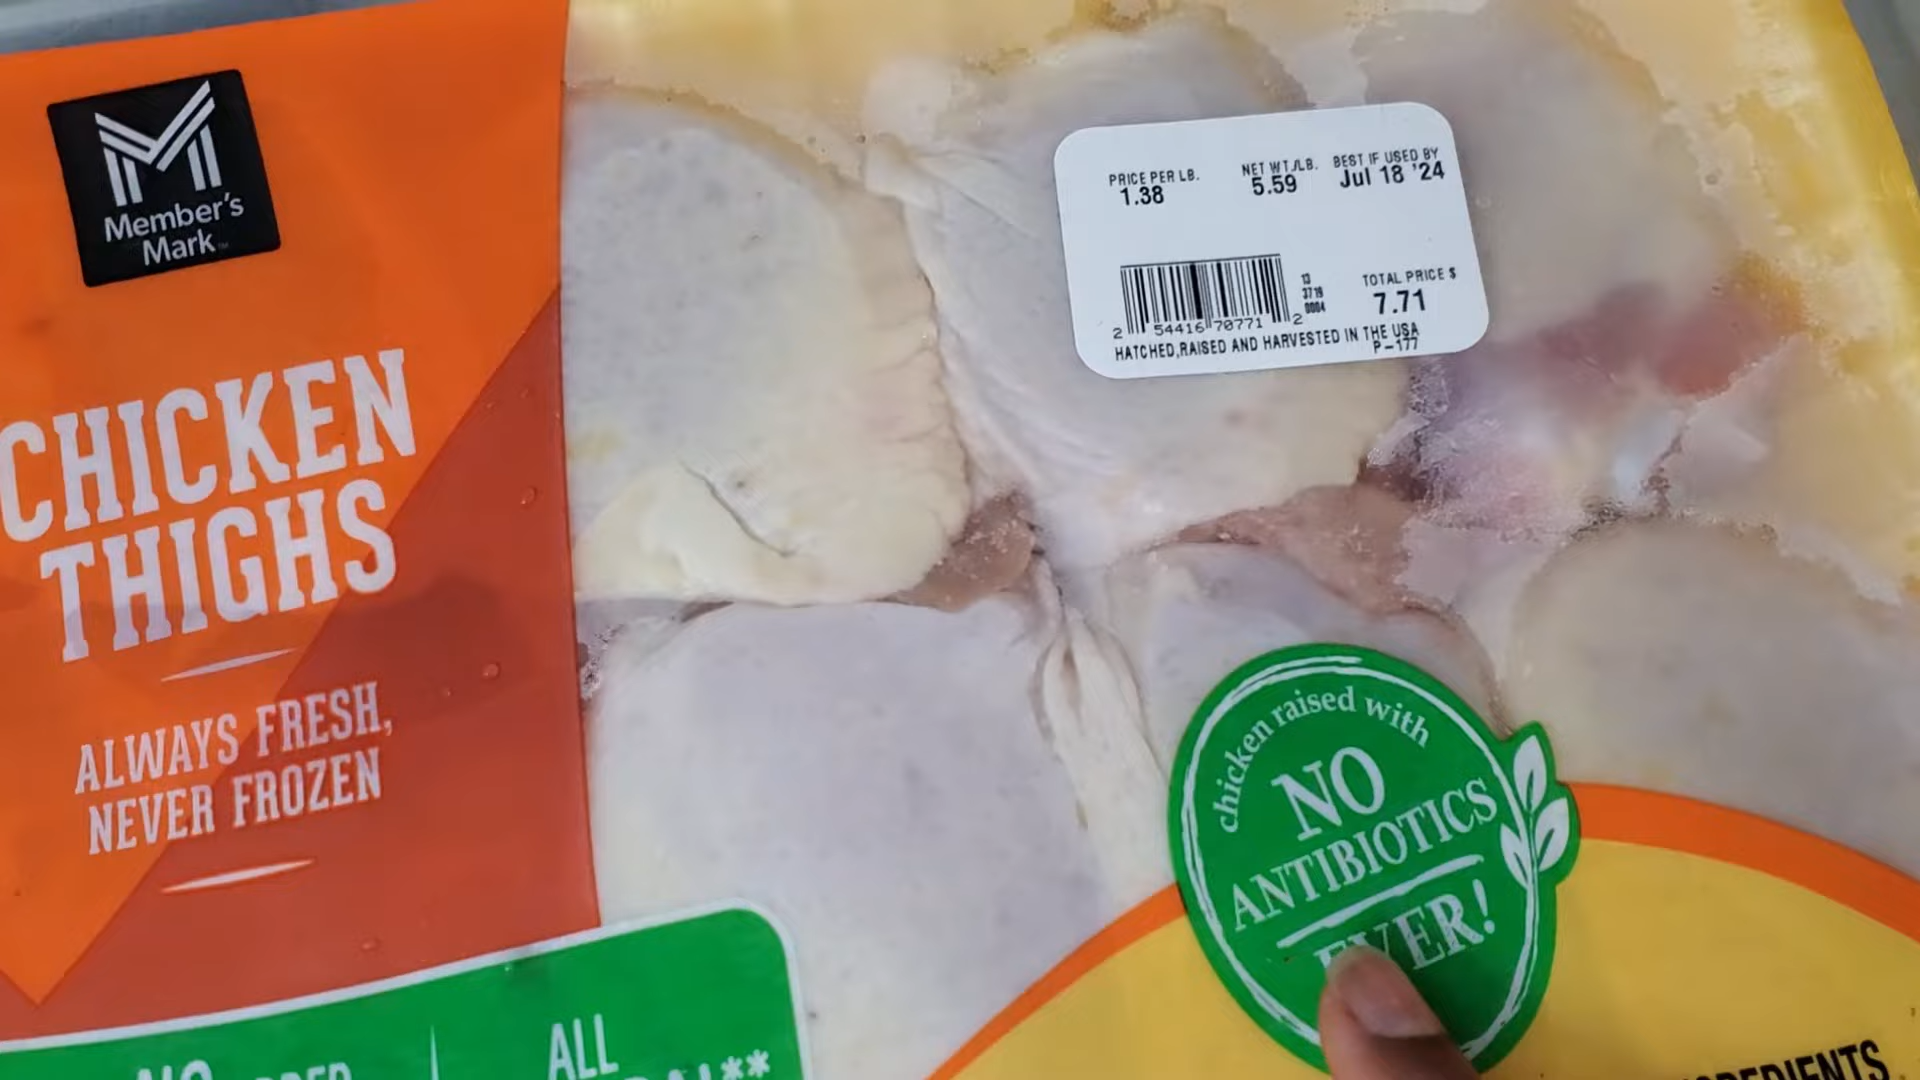 Member's
Mark™
CHICKEN
THIGHS
ALWAYS FRESH,
NEVER FROZEN
PRICE PER LB.
1.38
NET WT./LB.
5.59
BEST IF USED BY
Jul 18 '24
13
3719
0004
TOTAL PRICE $
7.71
2 54416 70771 2
HATCHED,RAISED AND HARVESTED IN THE USA
P-177
chicken raised with
NO
ANTIBIOTICS
EVER!
NO
ALL